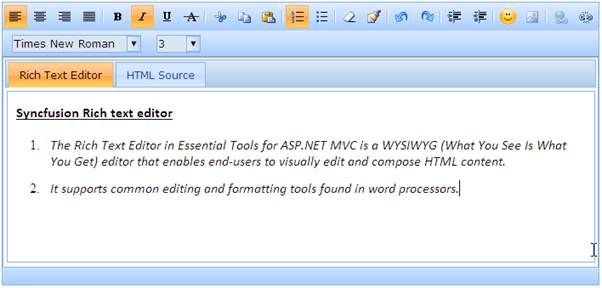 B I U A
Times New Roman 3
Rich Text Editor HTML Source
Syncfusion Rich text editor
1. The Rich Text Editor in Essential Tools for ASP.NET MVC is a WYSIWYG (What You See Is What
You Get) editor that enables end-users to visually edit and compose HTML content.
2. It supports common editing and formatting tools found in word processors.